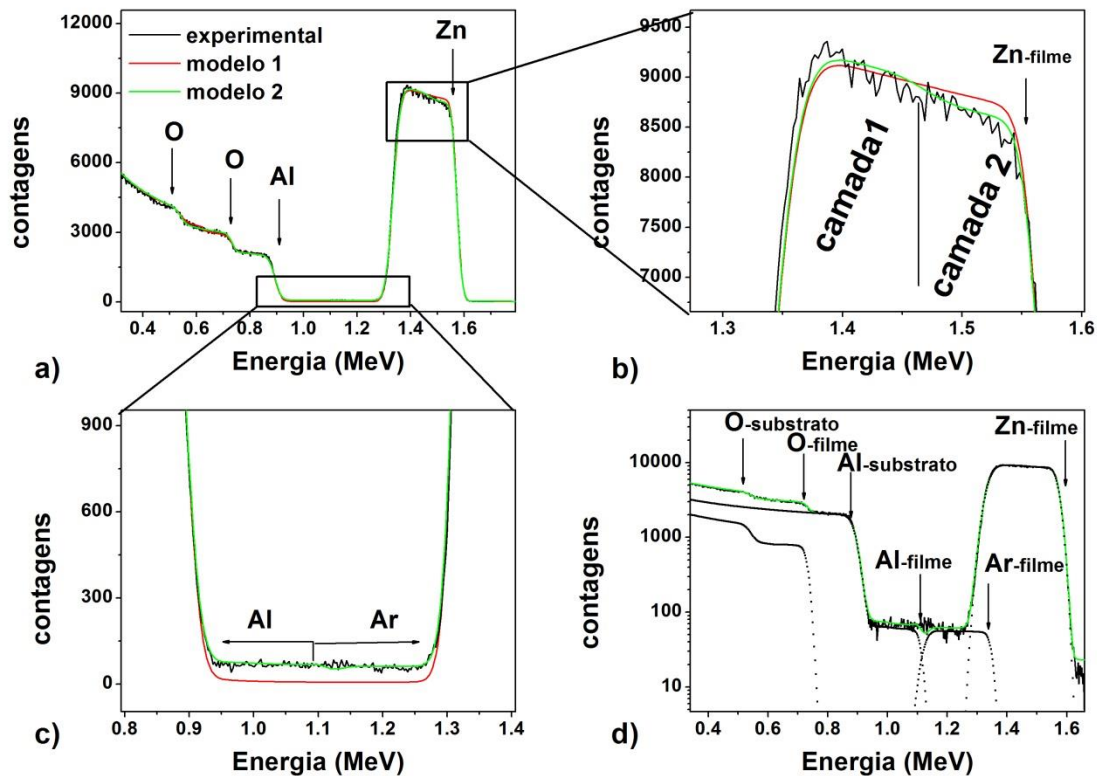 12000
9000
6000
3000
0
contagens
experimental
modelo 1
modelo 2
O
O
Al
Zn
0.4 0.6 0.8 1.0 1.2 1.4 1.6
Energia (MeV)
a)
9500
9000
8500
8000
7500
7000
contagens
Zn-filme
camada1
camada 2
1.3 1.4 1.5 1.6
Energia (MeV)
b)
900
600
300
0
contagens
Al
Ar
0.8 0.9 1.0 1.1 1.2 1.3 1.4
Energia (MeV)
c)
10000
1000
100
10
contagens
O-substrato
O-filme
Al-substrato
Zn-filme
Al-filme
Ar-filme
0.4 0.6 0.8 1.0 1.2 1.4 1.6
Energia (MeV)
d)